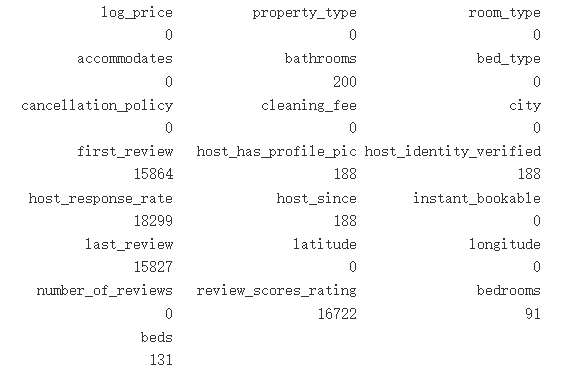 log_price property_type room_type
0 0 0
accommodates bathrooms bed_type
0 200 0
cancellation_policy cleaning_fee city
0 0 0
first_review host_has_profile_pic host_identity_verified
15864 188 188
host_response_rate host_since instant_bookable
18299 188 0
last_review latitude longitude
15827 0 0
number_of_reviews review_scores_rating bedrooms
0 16722 91
beds
131